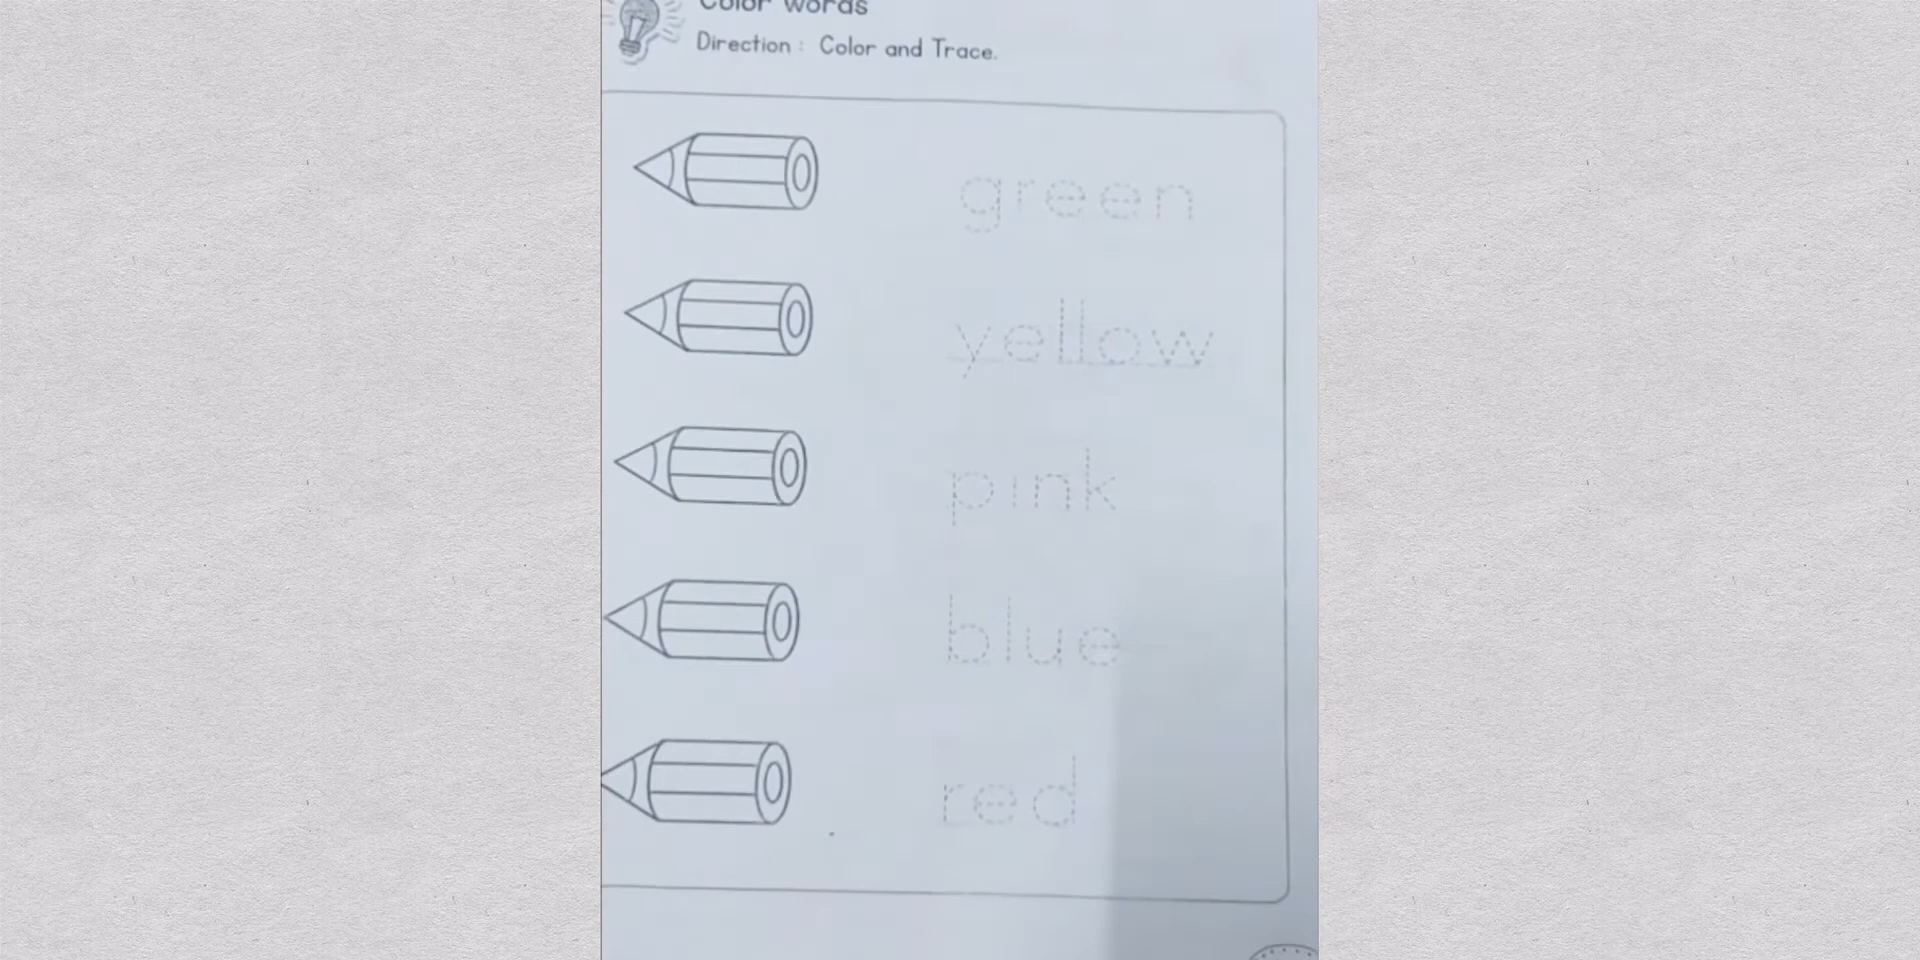 Color words
Direction : Color and Trace.
green
yellow
pink
blue
red